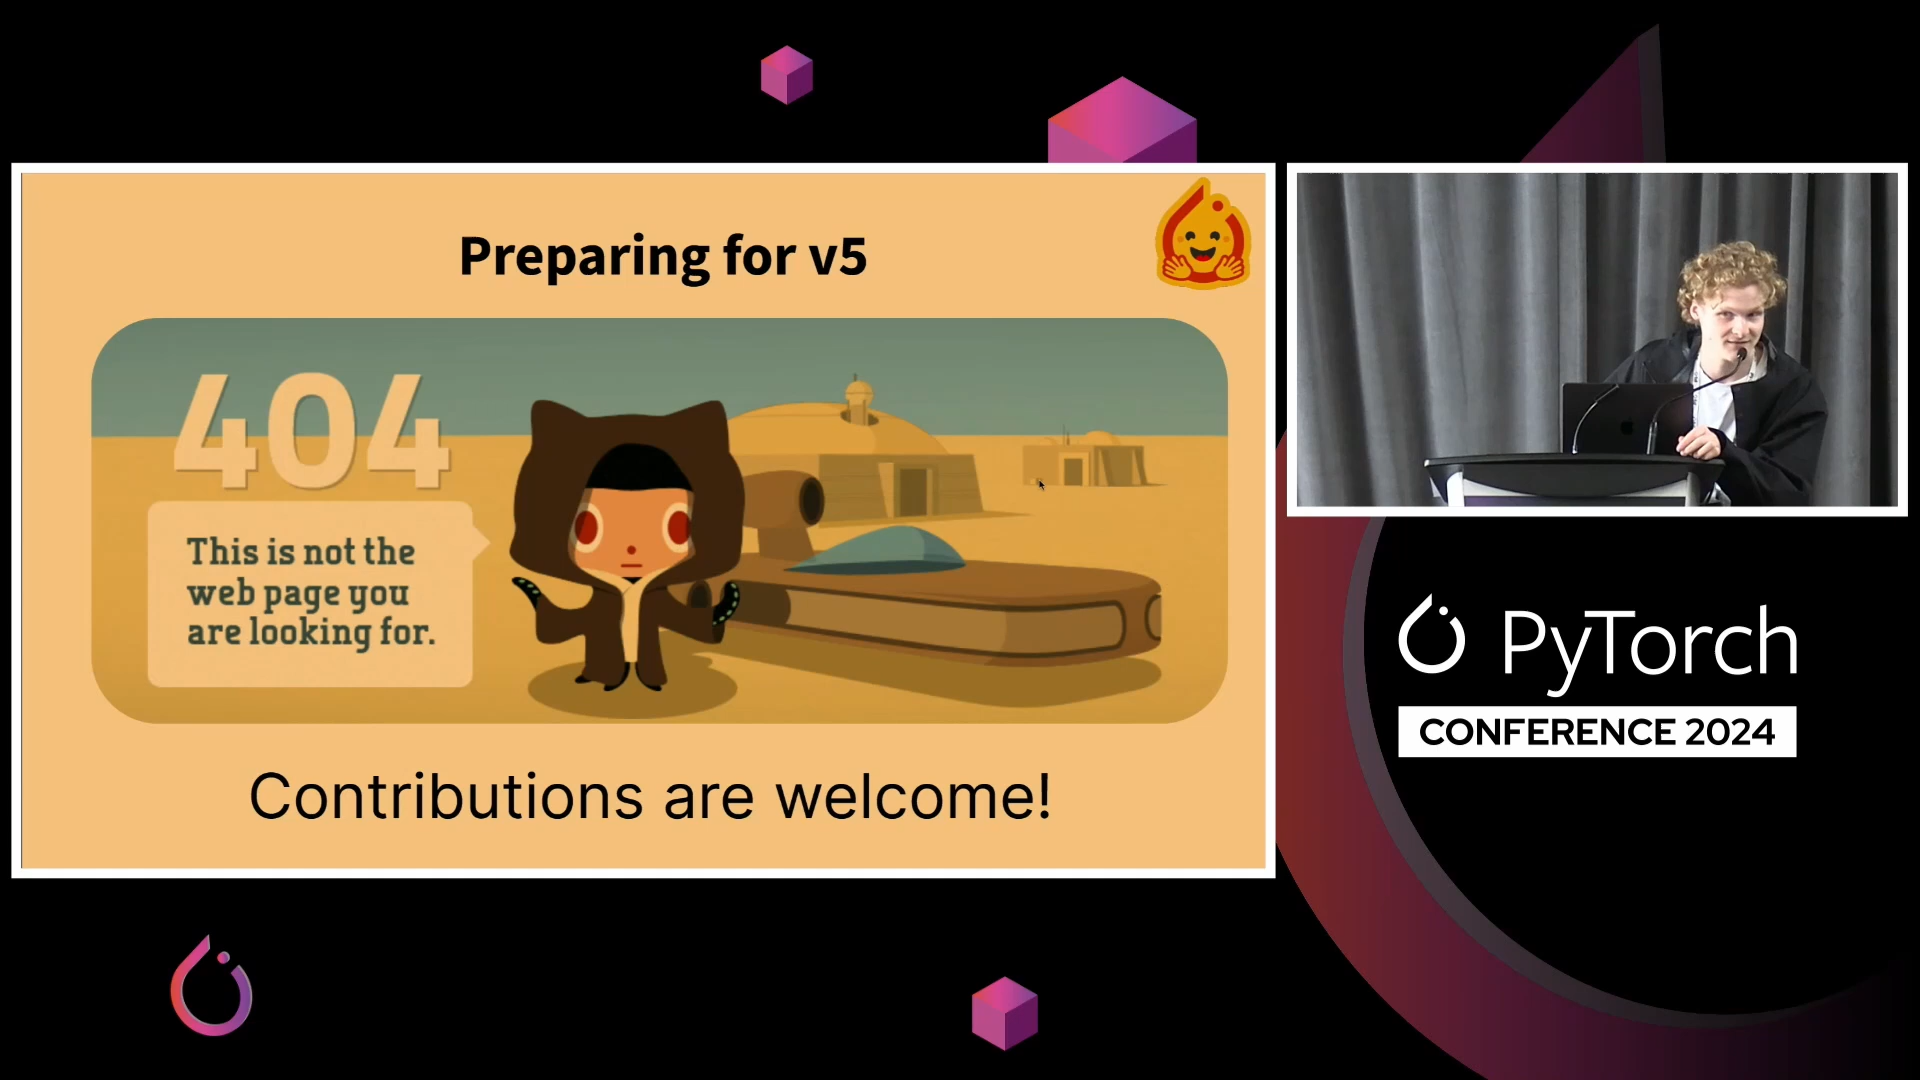 Preparing for v5
404
This is not the
web page you
are looking for.
Contributions are welcome!
PyTorch
CONFERENCE 2024